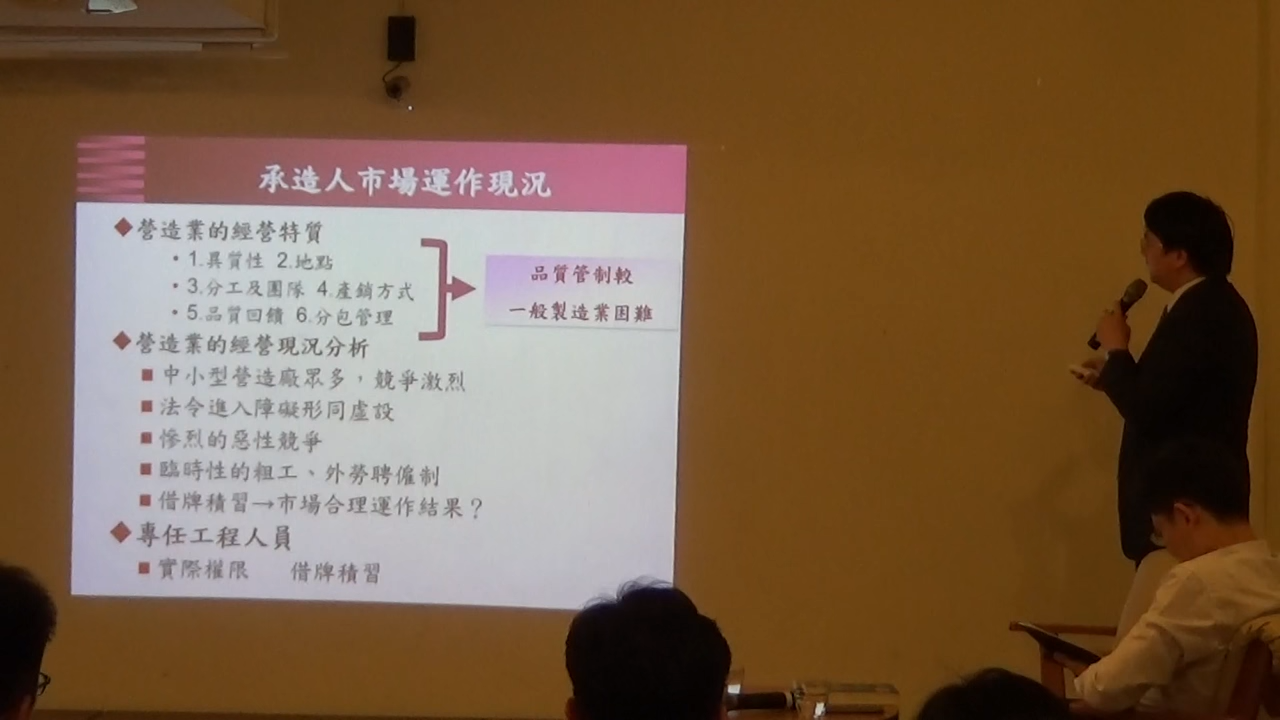 承造人市場運作現況
◆營造業的經營特質
•1.異質性 2.地點
•3.分工及團隊 4.產銷方式
•5.品質回饋 6.分包管理
品質管制較
一般製造業困難
◆營造業的經營現況分析
■中小型營造廠眾多，競爭激烈
■法令進入障礙形同虛設
■慘烈的惡性競爭
■臨時性的粗工、外勞聘僱制
■借牌積習→市場合理運作結果？
◆專任工程人員
■實際權限 借牌積習